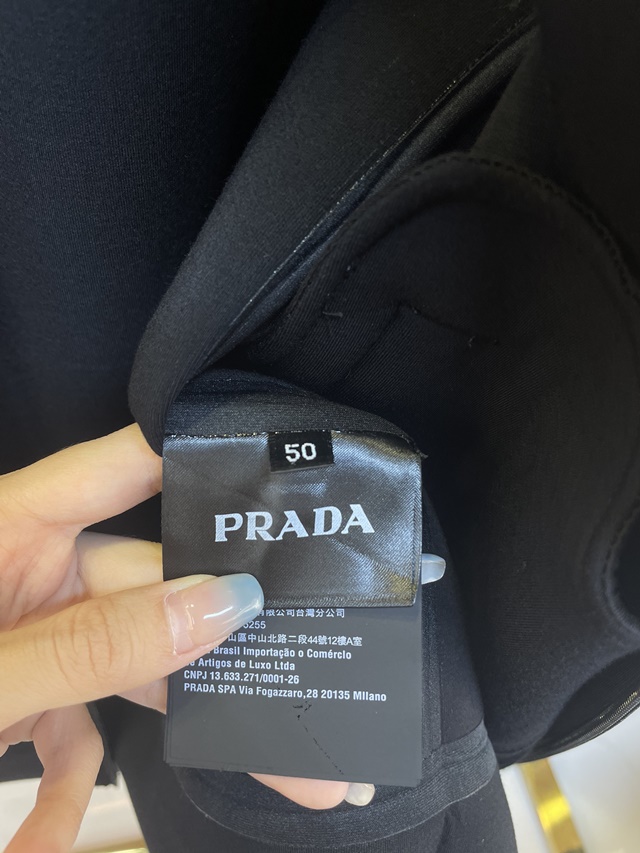 50
PRADA
限公司台灣分公司
5255
山區中山北路二段44號12樓A室
Brasil Importação o Comércio
Artigos de Luxo Ltda
CNPJ 13.633.271/0001-26
PRADA SPA Via Fogazzaro,28 20135 MIlano